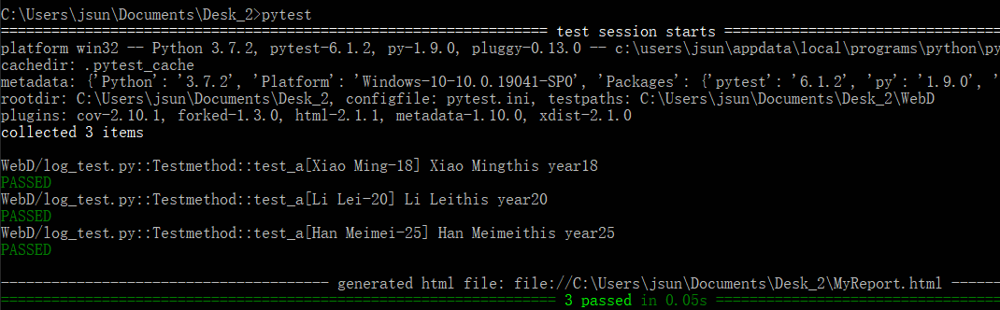 C:\Users\jsun\Documents\Desk_2>pytest
============================= test session starts =============================
platform win32 -- Python 3.7.2, pytest-6.1.2, py-1.9.0, pluggy-0.13.0 -- c:\users\jsun\appdata\local\programs\python\py
cachedir: .pytest_cache
metadata: {'Python': '3.7.2', 'Platform': 'Windows-10-10.0.19041-SP0', 'Packages': {'pytest': '6.1.2', 'py': '1.9.0', '
rootdir: C:\Users\jsun\Documents\Desk_2, configfile: pytest.ini, testpaths: C:\Users\jsun\Documents\Desk_2\WebD
plugins: cov-2.10.1, forked-1.3.0, html-2.1.1, metadata-1.10.0, xdist-2.1.0
collected 3 items
WebD/log_test.py::Testmethod::test_a[Xiao Ming-18] Xiao Mingthis year18
PASSED
WebD/log_test.py::Testmethod::test_a[Li Lei-20] Li Leithis year20
PASSED
WebD/log_test.py::Testmethod::test_a[Han Meimei-25] Han Meimeithis year25
PASSED
-------------------------------------- generated html file: file://C:\Users\jsun\Documents\Desk_2\MyReport.html ------
============================= 3 passed in 0.05s =============================